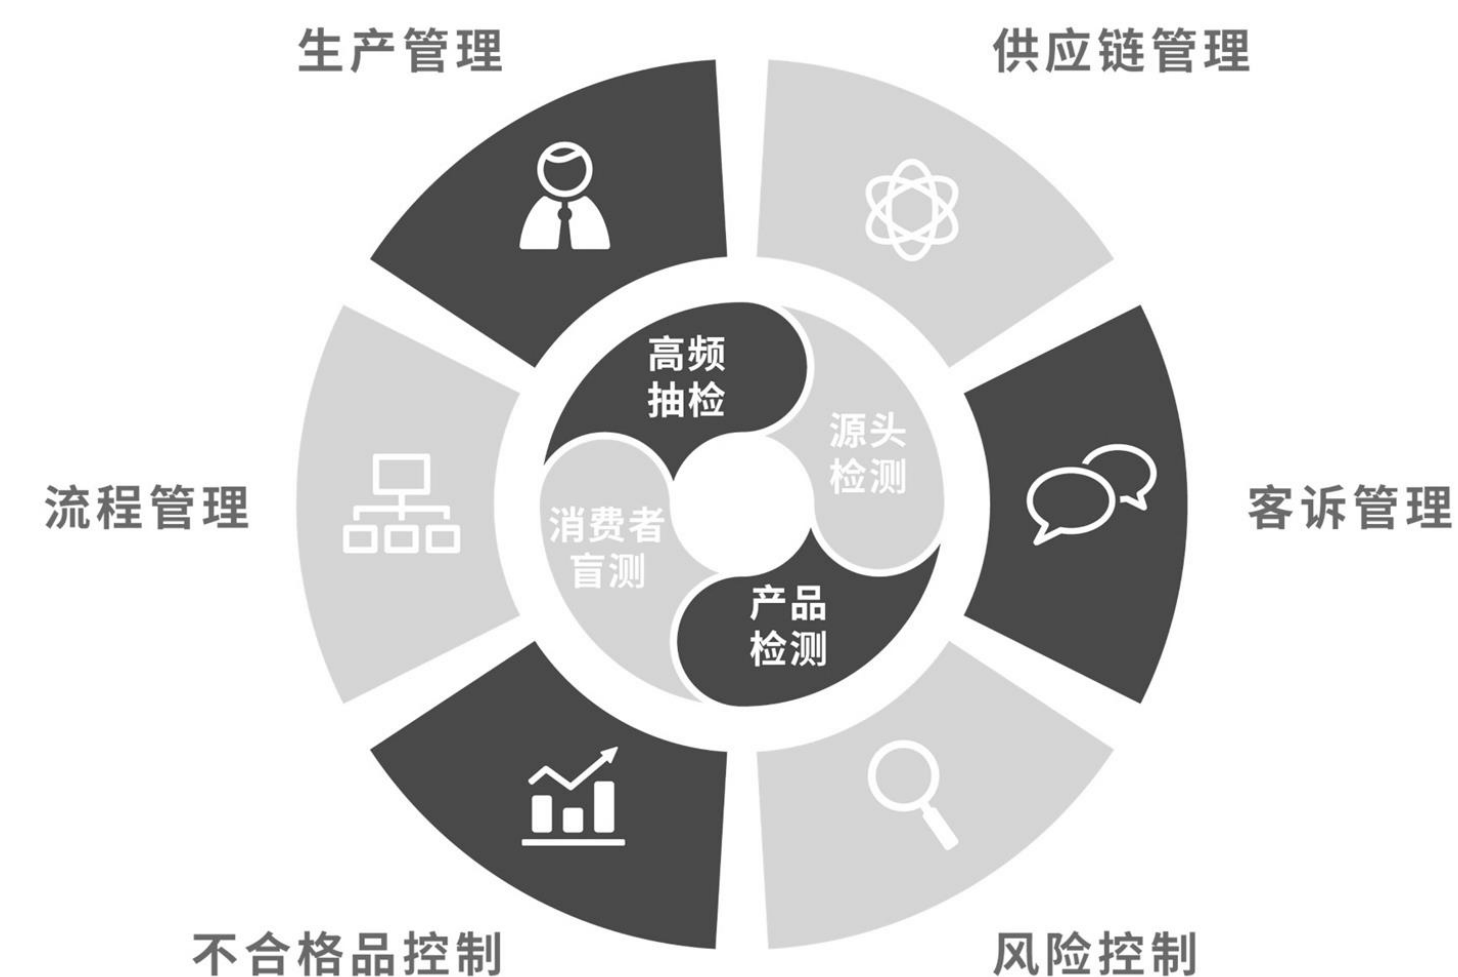 生产管理
供应链管理
高频
抽检
源头
检测
流程管理
消费者
盲测
客诉管理
产品
检测
不合格品控制
风险控制